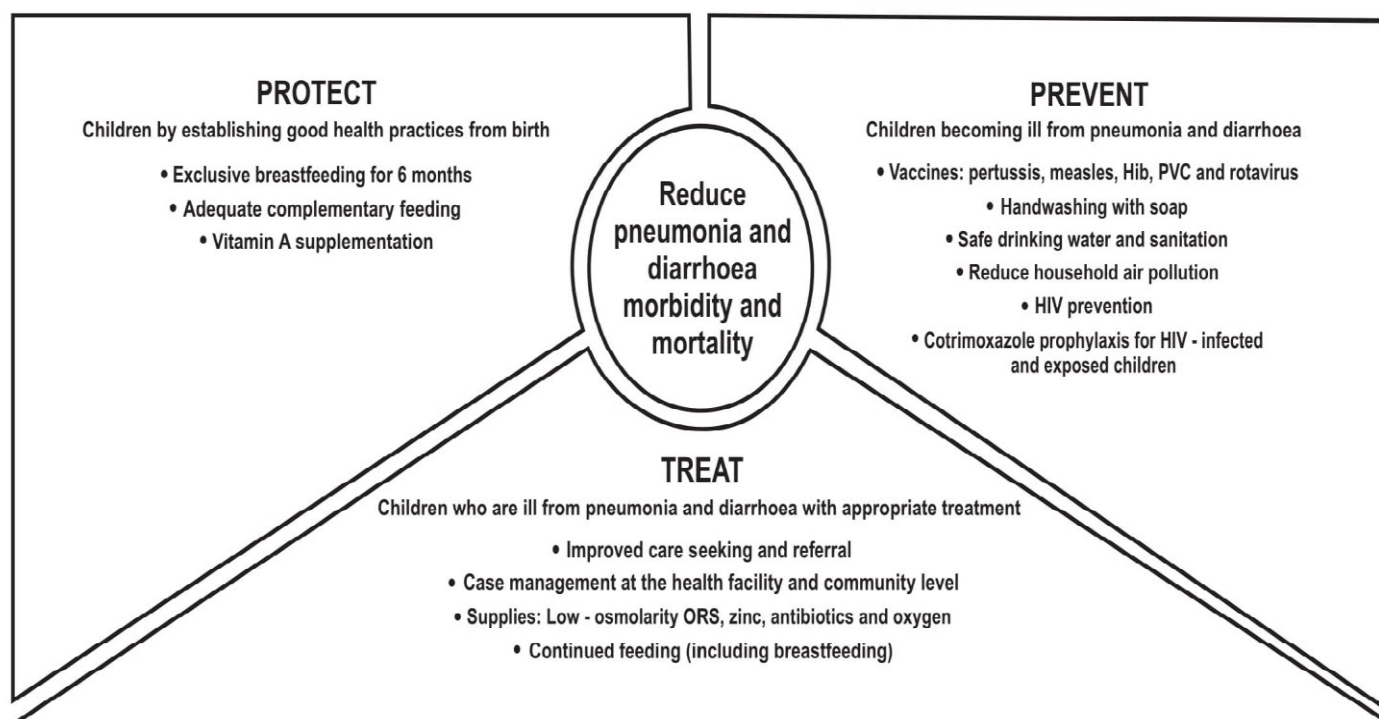 PROTECT
Children by establishing good health practices from birth
• Exclusive breastfeeding for 6 months
• Adequate complementary feeding
• Vitamin A supplementation
Reduce
pneumonia and
diarrhoea
morbidity and
mortality
PREVENT
Children becoming ill from pneumonia and diarrhoea
• Vaccines: pertussis, measles, Hib, PVC and rotavirus
• Handwashing with soap
• Safe drinking water and sanitation
• Reduce household air pollution
• HIV prevention
• Cotrimoxazole prophylaxis for HIV - infected
and exposed children
TREAT
Children who are ill from pneumonia and diarrhoea with appropriate treatment
• Improved care seeking and referral
• Case management at the health facility and community level
• Supplies: Low - osmolarity ORS, zinc, antibiotics and oxygen
• Continued feeding (including breastfeeding)